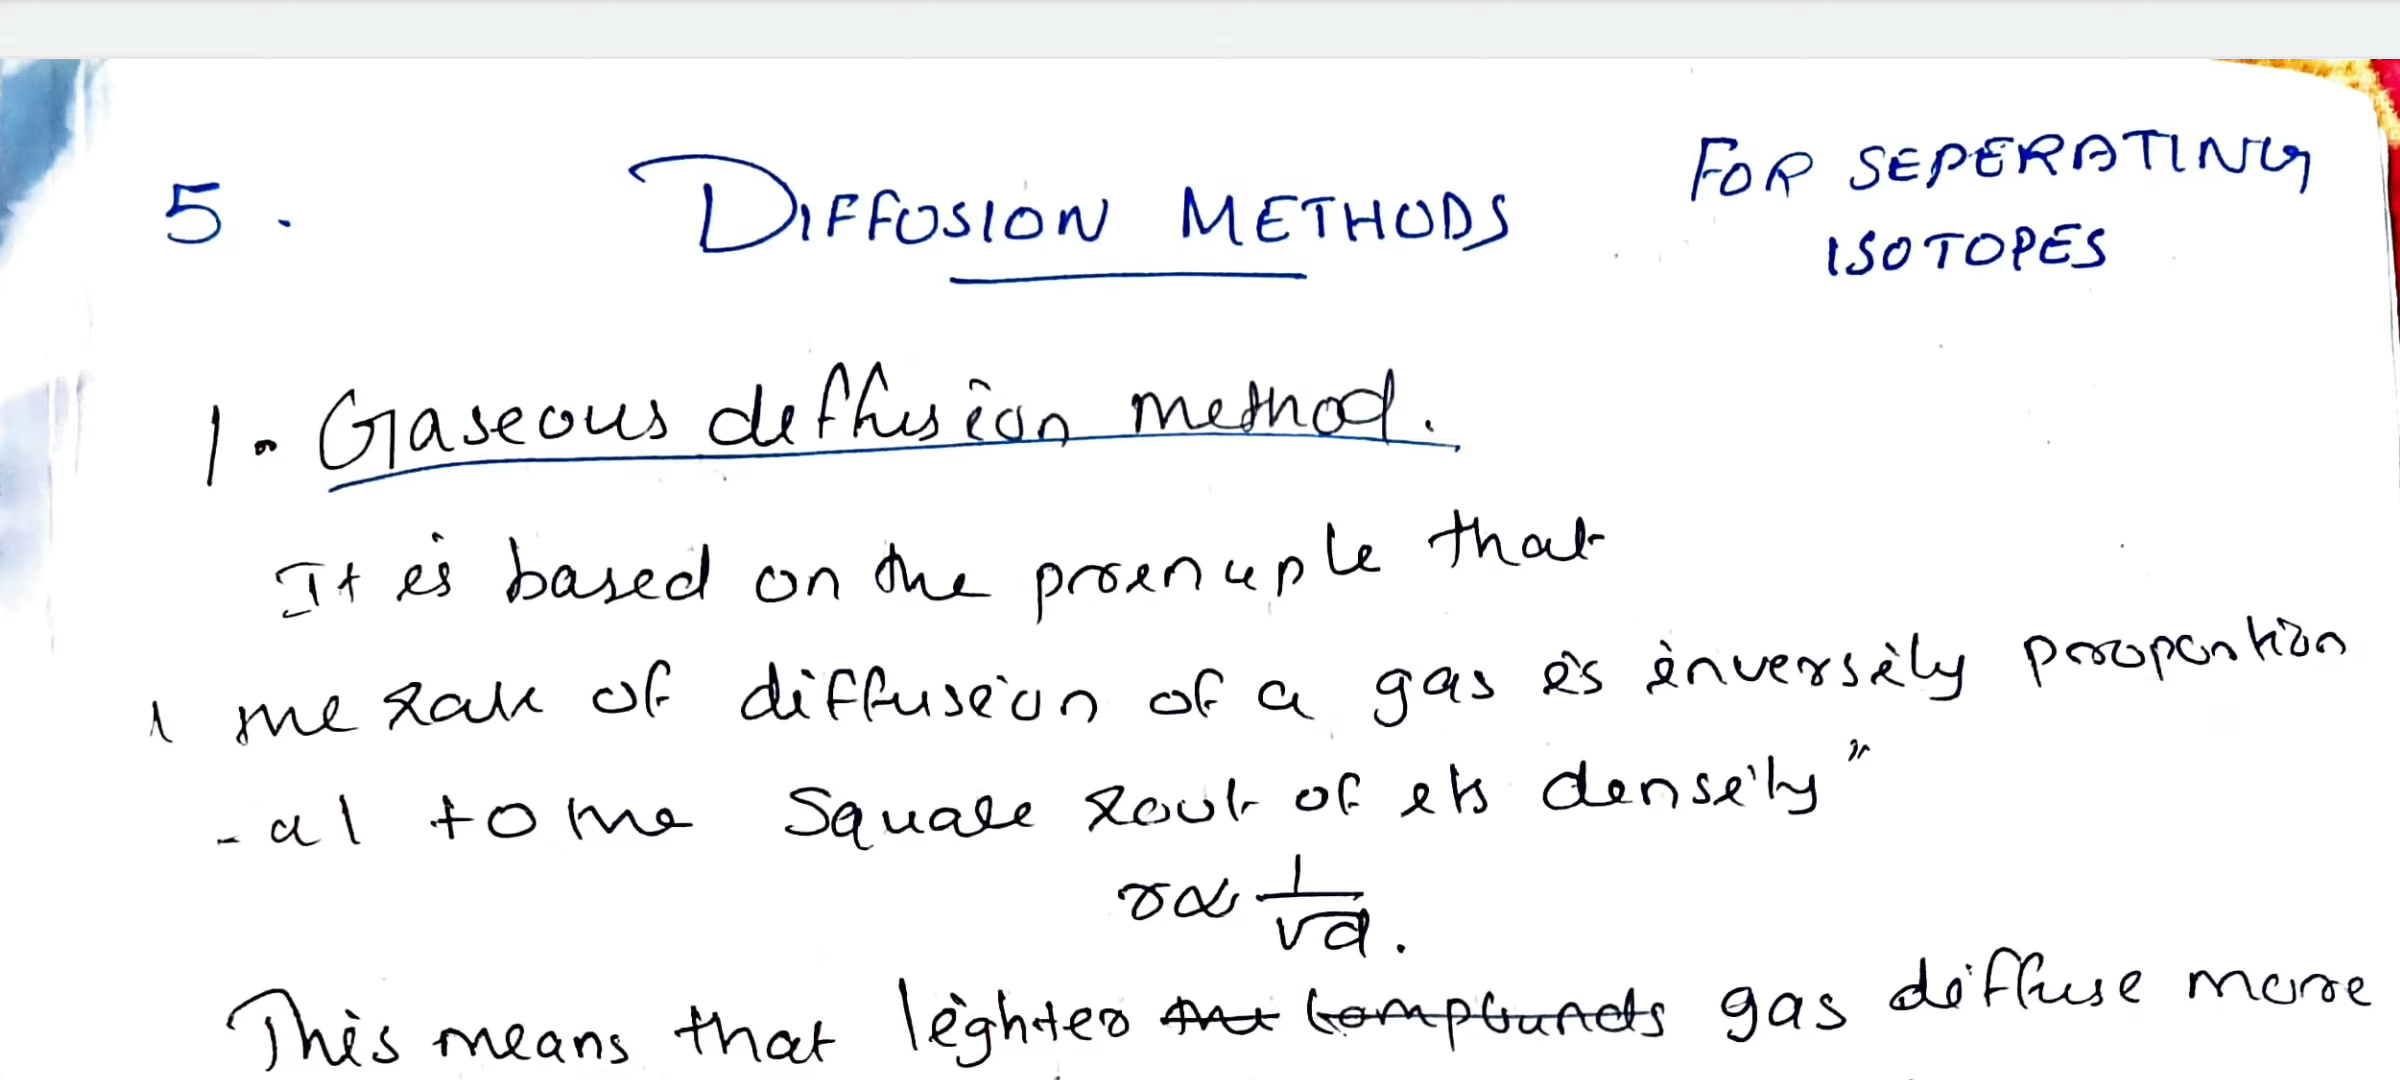 5. DIFFUSION METHODS FOR SEPERATING
ISOTOPES
1. Gaseous diffusion method.
It is based on the principle that
the rate of diffusion of a gas is inversely proportion
-al to the square root of its density"
r∝ 1/√d.
This means that lighter compounds gas diffuse more